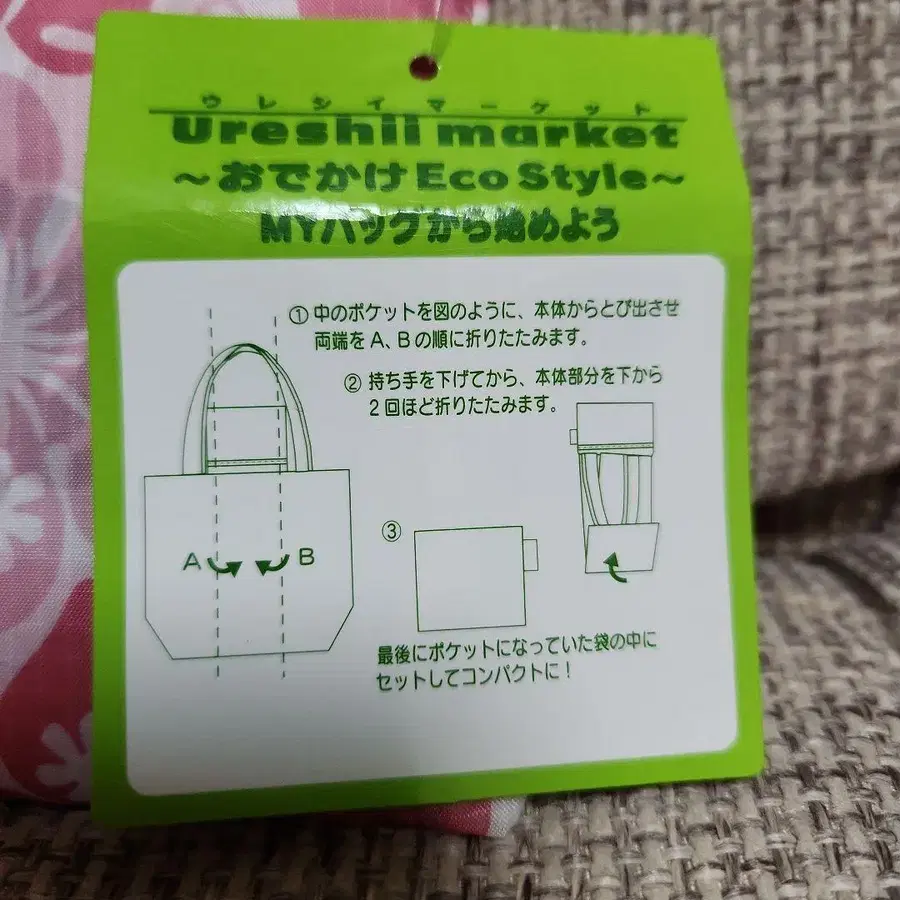 ウレシイマーケット
Ureshii market
～おでかけ Eco Style～
MYバッグから始めよう
① 中のポケットを図のように、本体からとび出させ
両端をA、Bの順に折りたたみます。
② 持ち手を下げてから、本体部分を下から
2回ほど折りたたみます。
A B
③
最後にポケットになっていた袋の中に
セットしてコンパクトに！